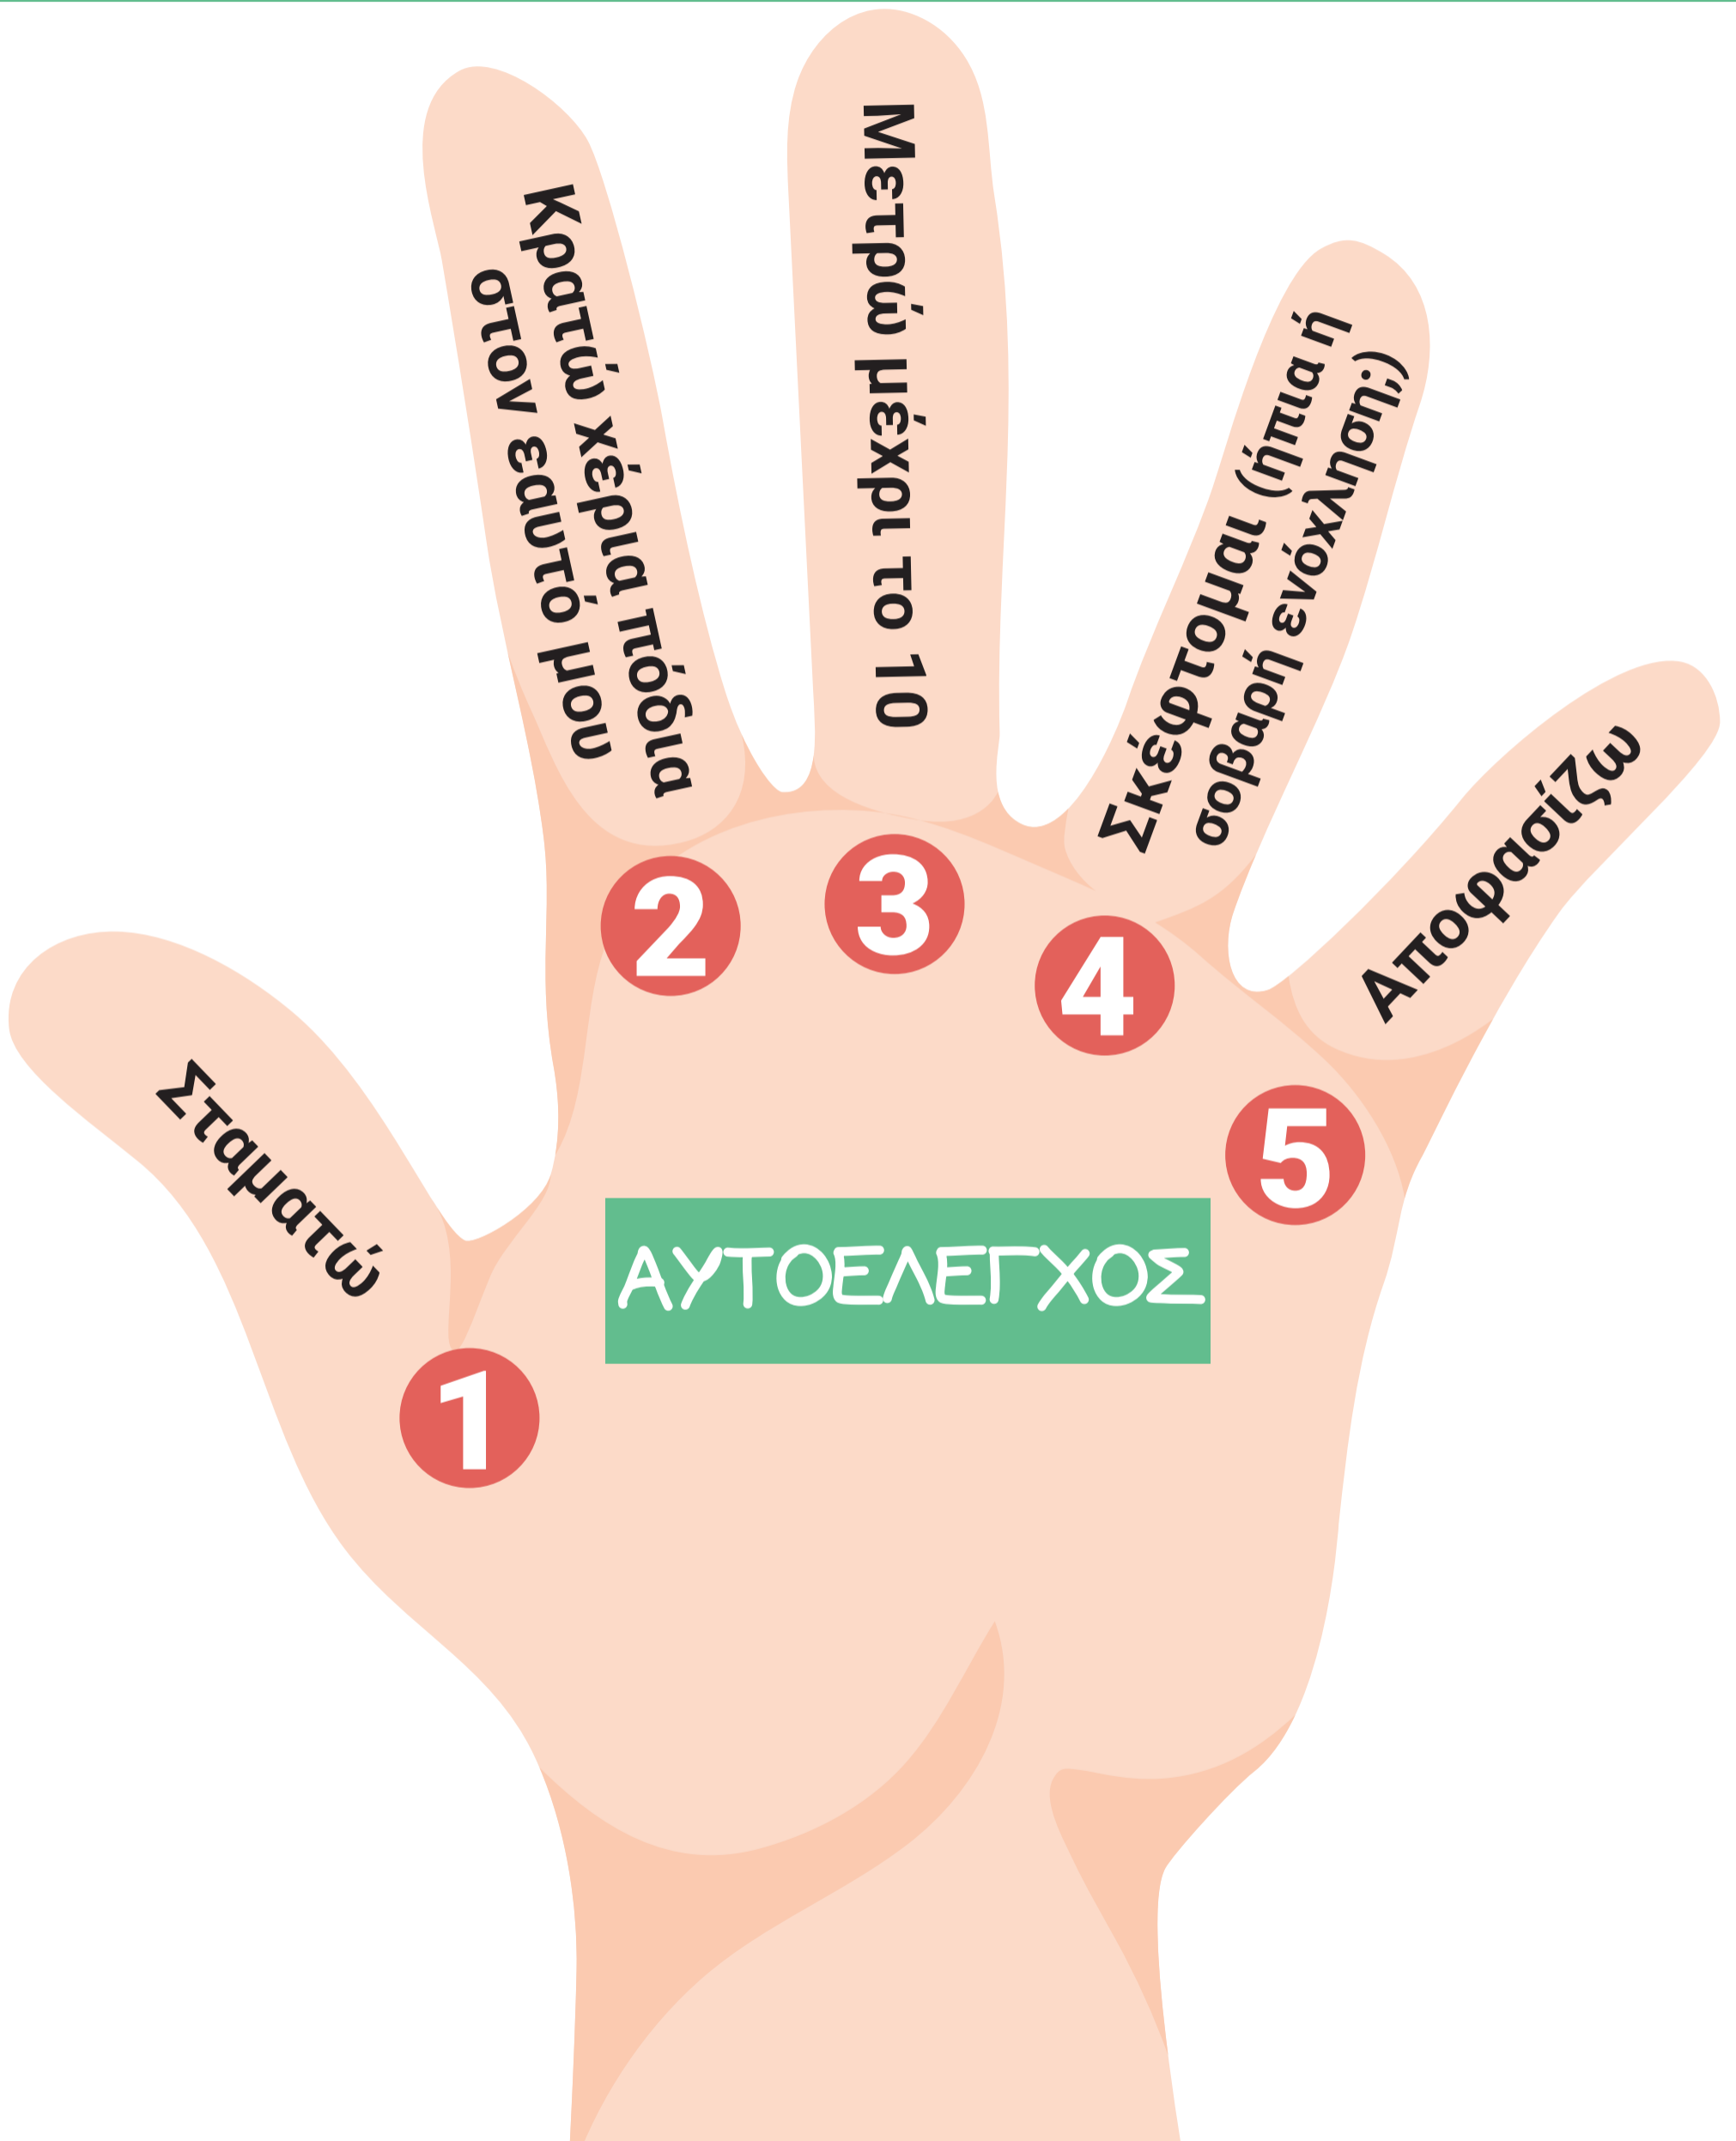 Σταματώ
Κρατώ χέρια πόδια
στον εαυτό μου
Μετρώ μέχρι το 10
Σκέφτομαι (απλή ή
σοβαρή ενόχληση;)
Αποφασίζω
1
2
3
4
5
ΑΥΤΟΕΛΕΓΧΟΣ